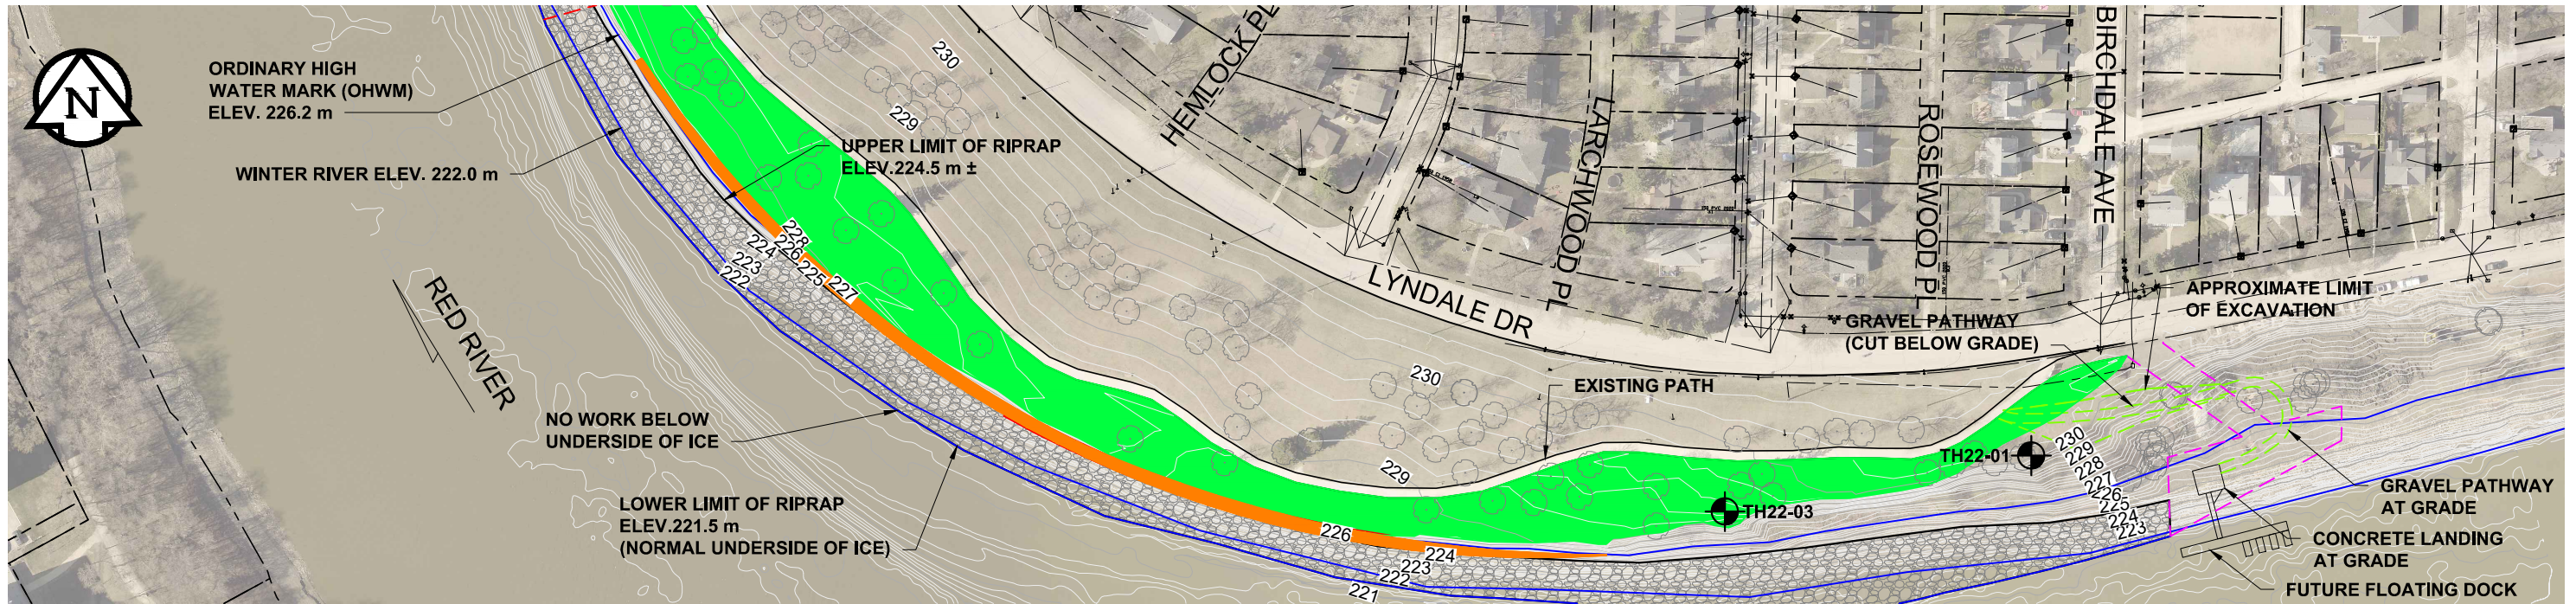 N
ORDINARY HIGH
WATER MARK (OHWM)
ELEV. 226.2 m
WINTER RIVER ELEV. 222.0 m
UPPER LIMIT OF RIPRAP
ELEV.224.5 m ±
230
229
HEMLOCK PL
LARCHWOOD PL
ROSEWOOD PL
BIRCHDALE AVE
LYNDALE DR
RED RIVER
228
226
224
225
227
223
222
APPROXIMATE LIMIT
OF EXCAVATION
GRAVEL PATHWAY
(CUT BELOW GRADE)
230
EXISTING PATH
NO WORK BELOW
UNDERSIDE OF ICE
229
LOWER LIMIT OF RIPRAP
ELEV.221.5 m
(NORMAL UNDERSIDE OF ICE)
226
224
223
222
221
TH22-01
TH22-03
230
229
228
227
226
225
224
223
GRAVEL PATHWAY
AT GRADE
CONCRETE LANDING
AT GRADE
FUTURE FLOATING DOCK